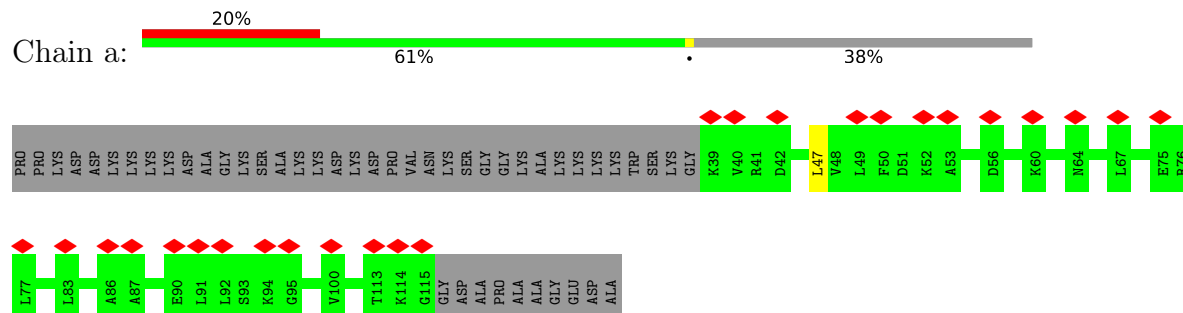 20%
Chain a:
61% • 38%
PRO PRO LYS ASP ASP LYS LYS LYS LYS ASP ALA GLY LYS SER ALA LYS LYS ASP LYS ASP PRO VAL ASN LYS SER GLY GLY LYS ALA LYS LYS LYS LYS TRP SER LYS GLY K39 V40 R41 D42 L47 V48 L49 F50 D51 K52 A53 D56 K60 N64 L67 E75 R76
L77 L83 A86 A87 E90 L91 L92 S93 K94 G95 V100 T113 K114 G115 GLY ASP ALA PRO ALA ALA GLY GLU ASP ALA